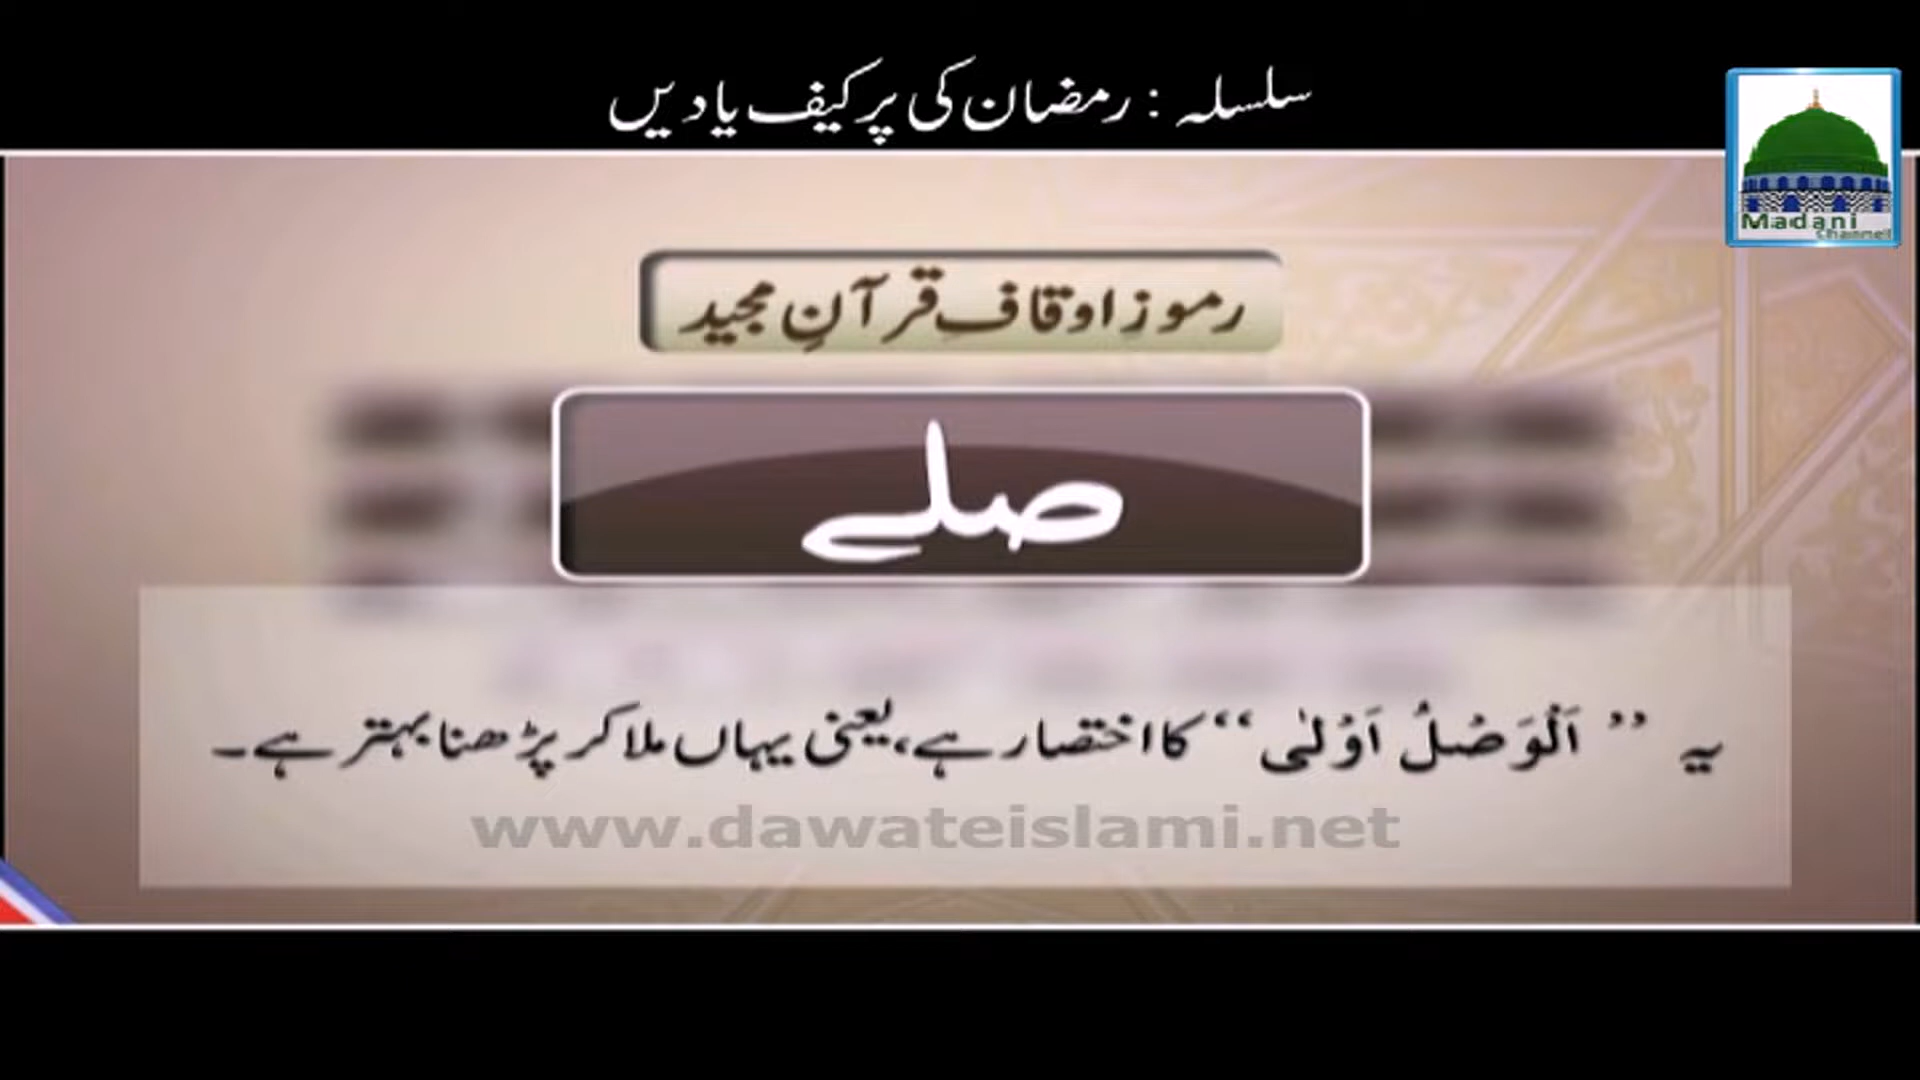 سلسلہ : رمضان کی پر کیف یادیں
Madani
Channel
رموز اوقافِ قرآنِ مجید
صلے
یہ ’’ اَلْوَصْلُ اَوْلٰی ‘‘ کا اختصار ہے، یعنی یہاں ملا کر پڑھنا بہتر ہے۔
www.dawateislami.net